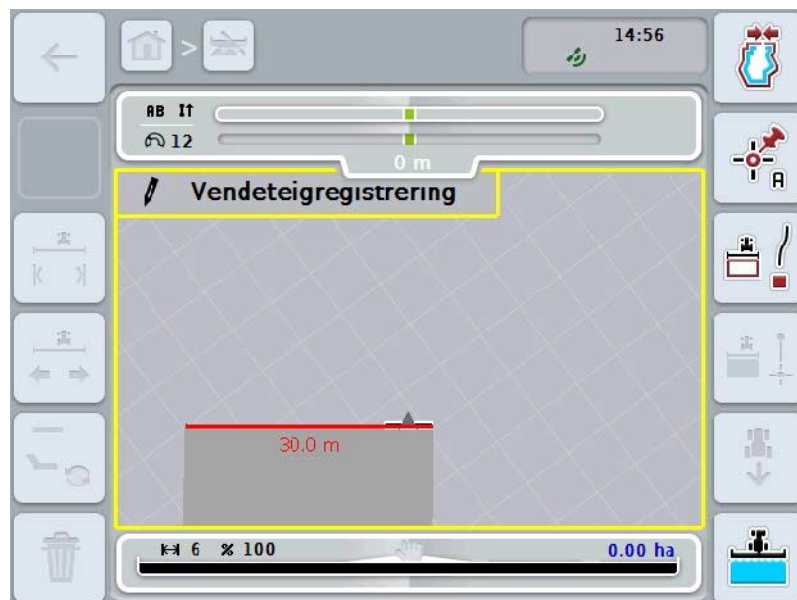 >
14:56
AB
12
0 m
Vendeteigregistrering
A
30.0 m
6 % 100
0.00 ha